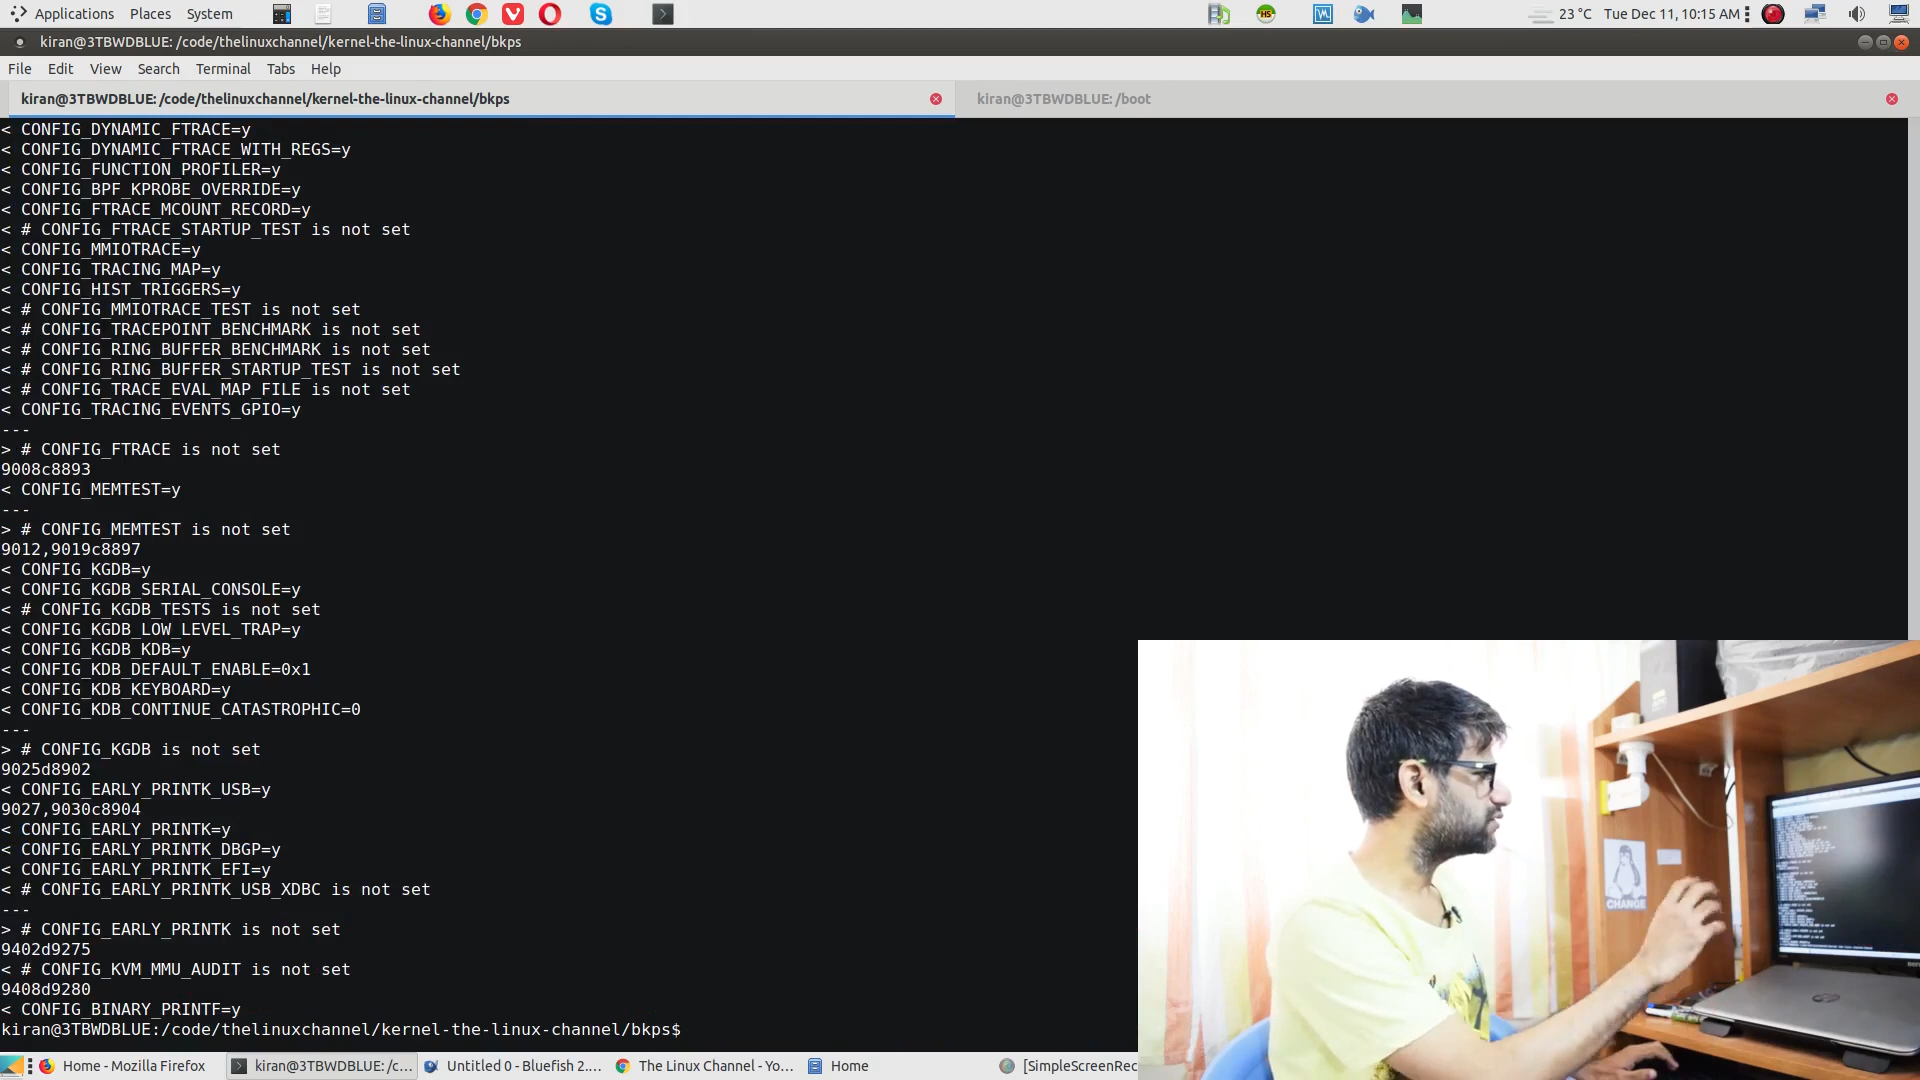 Applications Places System
23 °C Tue Dec 11, 10:15 AM
kiran@3TBWDBLUE: /code/thelinuxchannel/kernel-the-linux-channel/bkps
File Edit View Search Terminal Tabs Help
kiran@3TBWDBLUE: /code/thelinuxchannel/kernel-the-linux-channel/bkps
kiran@3TBWDBLUE: /boot
< CONFIG_DYNAMIC_FTRACE=y
< CONFIG_DYNAMIC_FTRACE_WITH_REGS=y
< CONFIG_FUNCTION_PROFILER=y
< CONFIG_BPF_KPROBE_OVERRIDE=y
< CONFIG_FTRACE_MCOUNT_RECORD=y
< # CONFIG_FTRACE_STARTUP_TEST is not set
< CONFIG_MMIOTRACE=y
< CONFIG_TRACING_MAP=y
< CONFIG_HIST_TRIGGERS=y
< # CONFIG_MMIOTRACE_TEST is not set
< # CONFIG_TRACEPOINT_BENCHMARK is not set
< # CONFIG_RING_BUFFER_BENCHMARK is not set
< # CONFIG_RING_BUFFER_STARTUP_TEST is not set
< # CONFIG_TRACE_EVAL_MAP_FILE is not set
< CONFIG_TRACING_EVENTS_GPIO=y
---
> # CONFIG_FTRACE is not set
9008c8893
< CONFIG_MEMTEST=y
---
> # CONFIG_MEMTEST is not set
9012,9019c8897
< CONFIG_KGDB=y
< CONFIG_KGDB_SERIAL_CONSOLE=y
< # CONFIG_KGDB_TESTS is not set
< CONFIG_KGDB_LOW_LEVEL_TRAP=y
< CONFIG_KGDB_KDB=y
< CONFIG_KDB_DEFAULT_ENABLE=0x1
< CONFIG_KDB_KEYBOARD=y
< CONFIG_KDB_CONTINUE_CATASTROPHIC=0
---
> # CONFIG_KGDB is not set
9025d8902
< CONFIG_EARLY_PRINTK_USB=y
9027,9030c8904
< CONFIG_EARLY_PRINTK=y
< CONFIG_EARLY_PRINTK_DBGP=y
< CONFIG_EARLY_PRINTK_EFI=y
< # CONFIG_EARLY_PRINTK_USB_XDBC is not set
---
> # CONFIG_EARLY_PRINTK is not set
9402d9275
< # CONFIG_KVM_MMU_AUDIT is not set
9408d9280
< CONFIG_BINARY_PRINTF=y
kiran@3TBWDBLUE:/code/thelinuxchannel/kernel-the-linux-channel/bkps$
CHANGE
Home - Mozilla Firefox
kiran@3TBWDBLUE: /c...
Untitled 0 - Bluefish 2....
The Linux Channel - Yo...
Home
[SimpleScreenRec